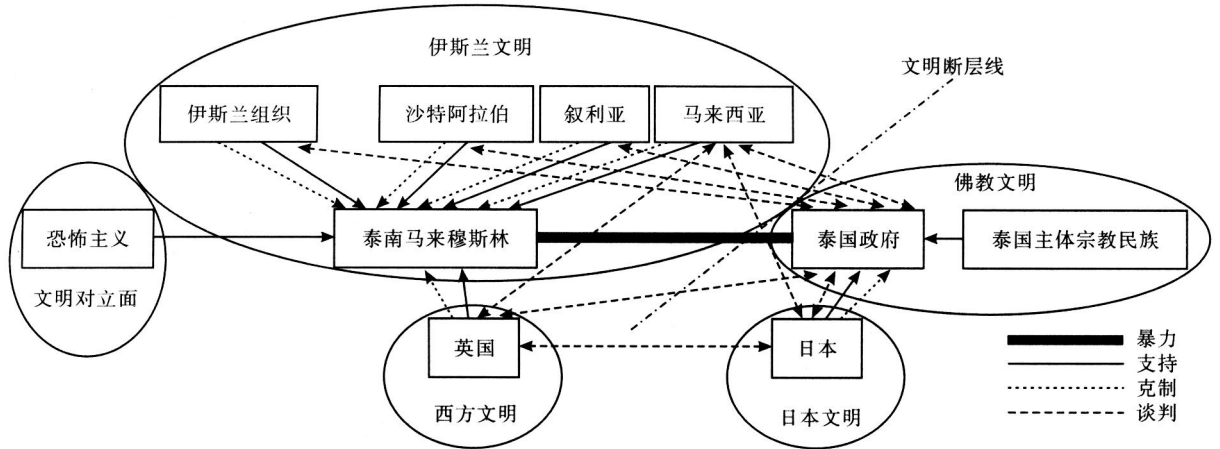 伊斯兰文明
文明断层线
伊斯兰组织
沙特阿拉伯
叙利亚
马来西亚
佛教文明
恐怖主义
泰南马来穆斯林
泰国政府
泰国主体宗教民族
文明对立面
英国
日本
西方文明
日本文明
暴力
支持
克制
谈判